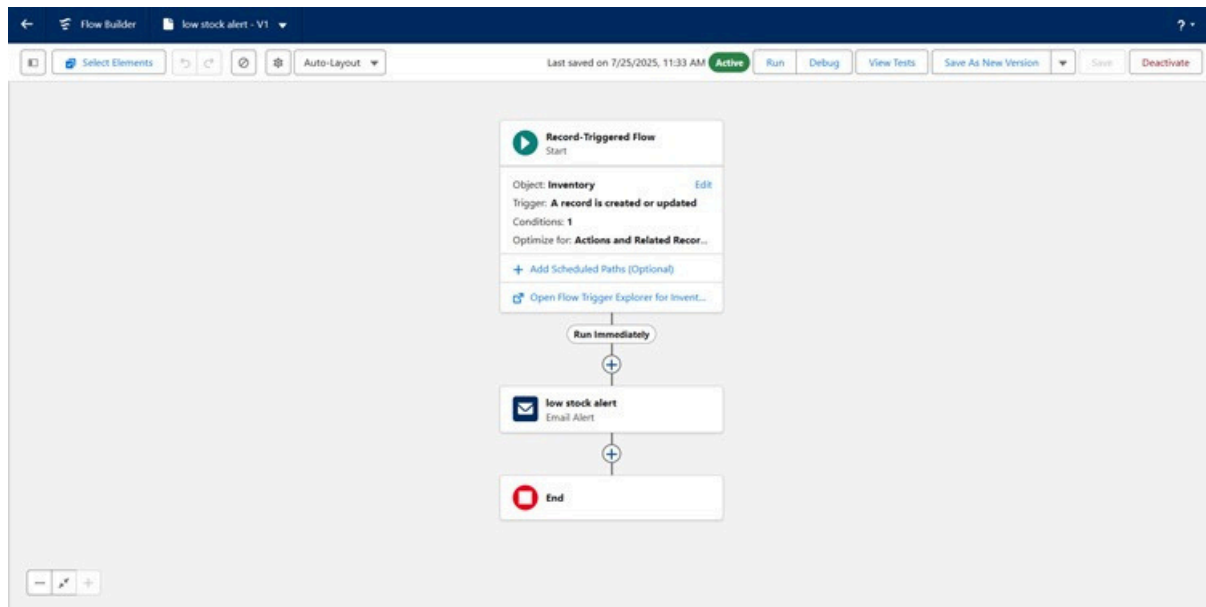 Flow Builder low stock alert - V1 ?
Select Elements Auto-Layout Last saved on 7/25/2025, 11:33 AM Active Run Debug View Tests Save As New Version Save Deactivate
Record-Triggered Flow
Start
Object: Inventory Edit
Trigger: A record is created or updated
Conditions: 1
Optimize for: Actions and Related Recor...
+ Add Scheduled Paths (Optional)
Open Flow Trigger Explorer for Invent...
Run Immediately
low stock alert
Email Alert
End